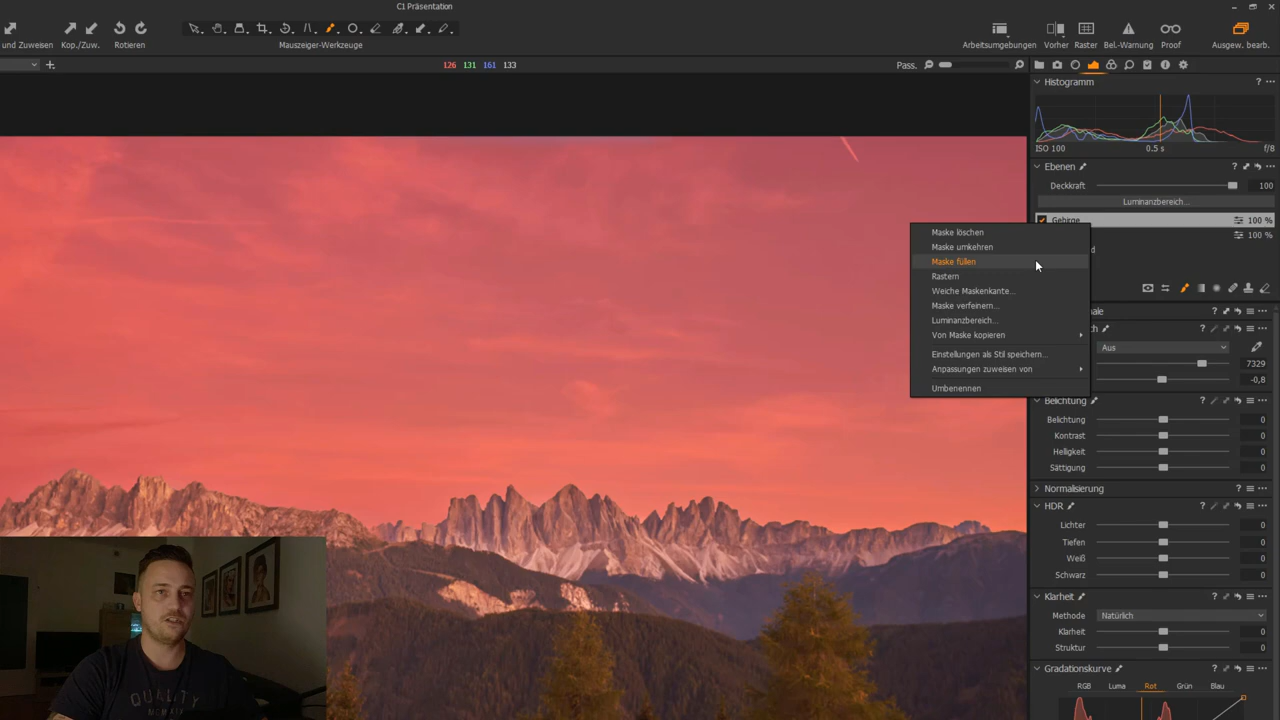 C1 Präsentation
und Zuweisen
Kop./Zuw.
Rotieren
Mauszeiger-Werkzeuge
Arbeitsumgebungen
Vorher
Raster
Bel.-Warnung
Proof
Ausgew. bearb.
126 131 161 133
Pass.
Histogramm
ISO 100 0.5 s f/8
Ebenen
Deckkraft 100
Luminanzbereich...
Gebirge 100 %
100 %
Maske löschen
Maske umkehren
Maske füllen
Rastern
Weiche Maskenkante...
Maske verfeinern...
Luminanzbereich...
Von Maske kopieren
Einstellungen als Stil speichern...
Anpassungen zuweisen von
Umbenennen
Aus
7329
-0,8
Belichtung
Belichtung 0
Kontrast 0
Helligkeit 0
Sättigung 0
Normalisierung
HDR
Lichter 0
Tiefen 0
Weiß 0
Schwarz 0
Klarheit
Methode Natürlich
Klarheit 0
Struktur 0
Gradationskurve
RGB Luma Rot Grün Blau
QUALITY